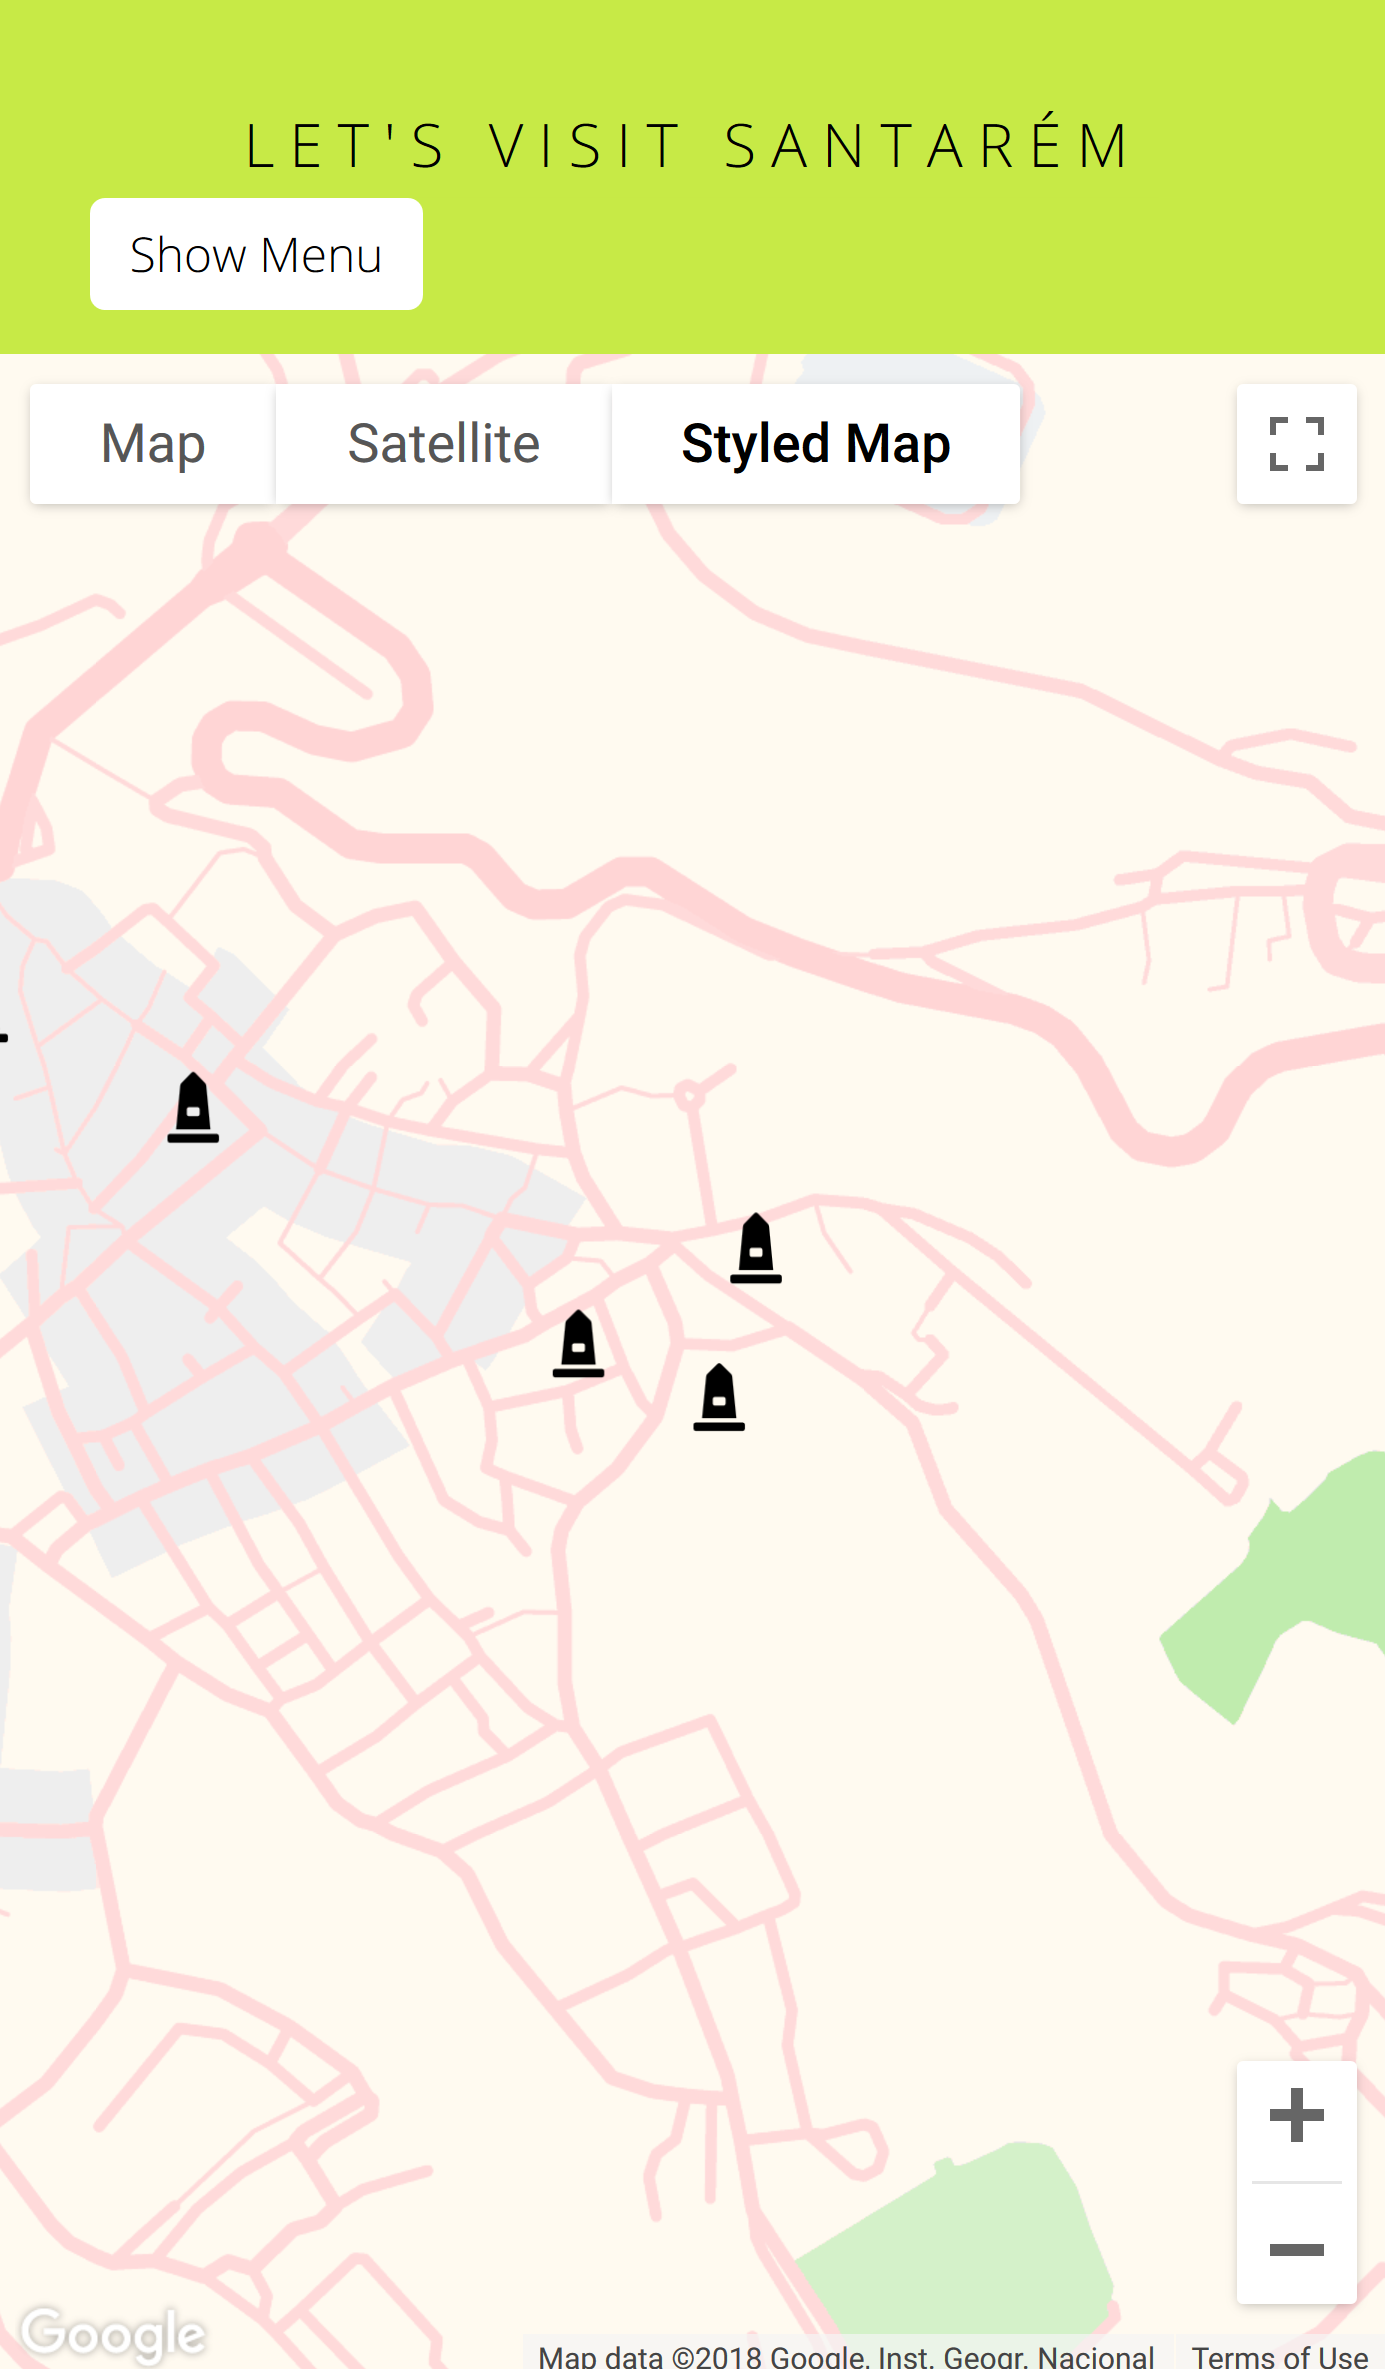 LET'S VISIT SANTARÉM
Show Menu
Map
Satellite
Styled Map
Google
Map data ©2018 Google, Inst. Geogr. Nacional
Terms of Use